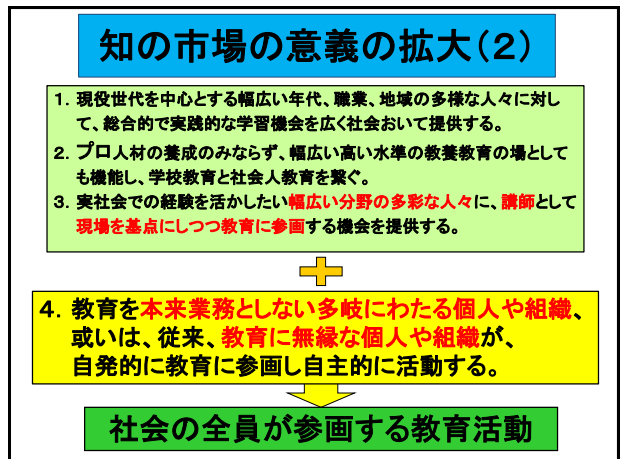 知の市場の意義の拡大(2)
1. 現役世代を中心とする幅広い年代、職業、地域の多様な人々に対し
て、総合的で実践的な学習機会を広く社会おいて提供する。
2. プロ人材の養成のみならず、幅広い高い水準の教養教育の場として
も機能し、学校教育と社会人教育を繋ぐ。
3. 実社会での経験を活かしたい幅広い分野の多彩な人々に、講師として
現場を基点にしつつ教育に参画する機会を提供する。
4. 教育を本来業務としない多岐にわたる個人や組織、
或いは、従来、教育に無縁な個人や組織が、
自発的に教育に参画し自主的に活動する。
社会の全員が参画する教育活動